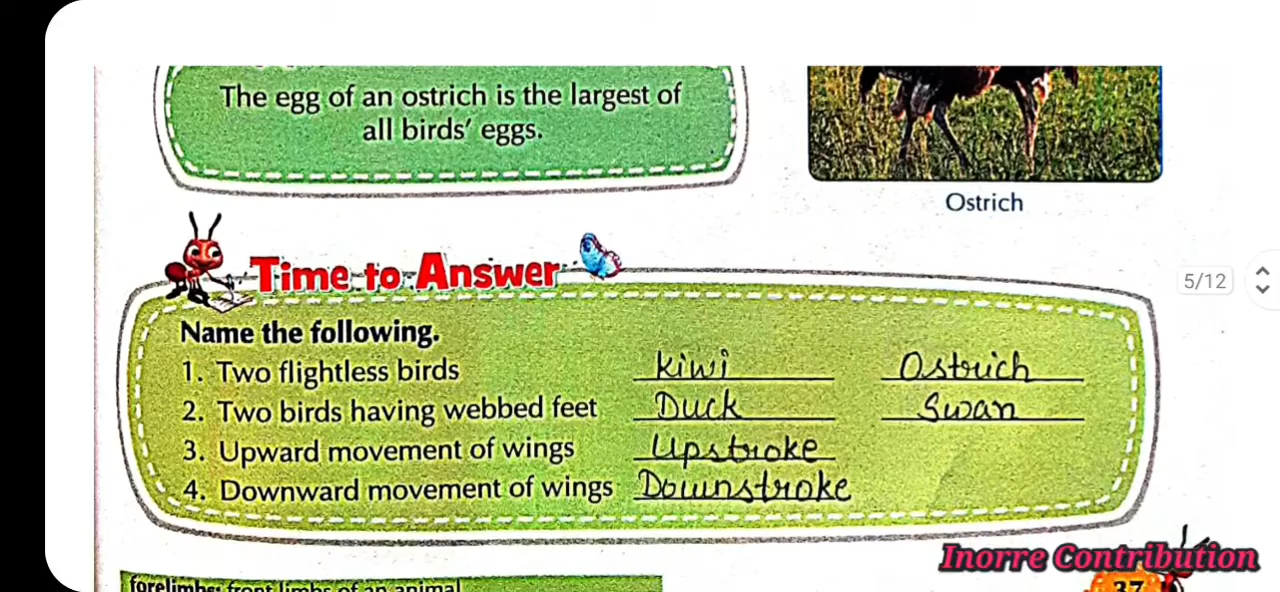 The egg of an ostrich is the largest of
all birds' eggs.
Ostrich
Time to Answer
5/12
Name the following.
1. Two flightless birds kiwi Ostrich
2. Two birds having webbed feet Duck Swan
3. Upward movement of wings Upstroke
4. Downward movement of wings Downstroke
Inorre Contribution
forelimbs: front limbs of an animal
37